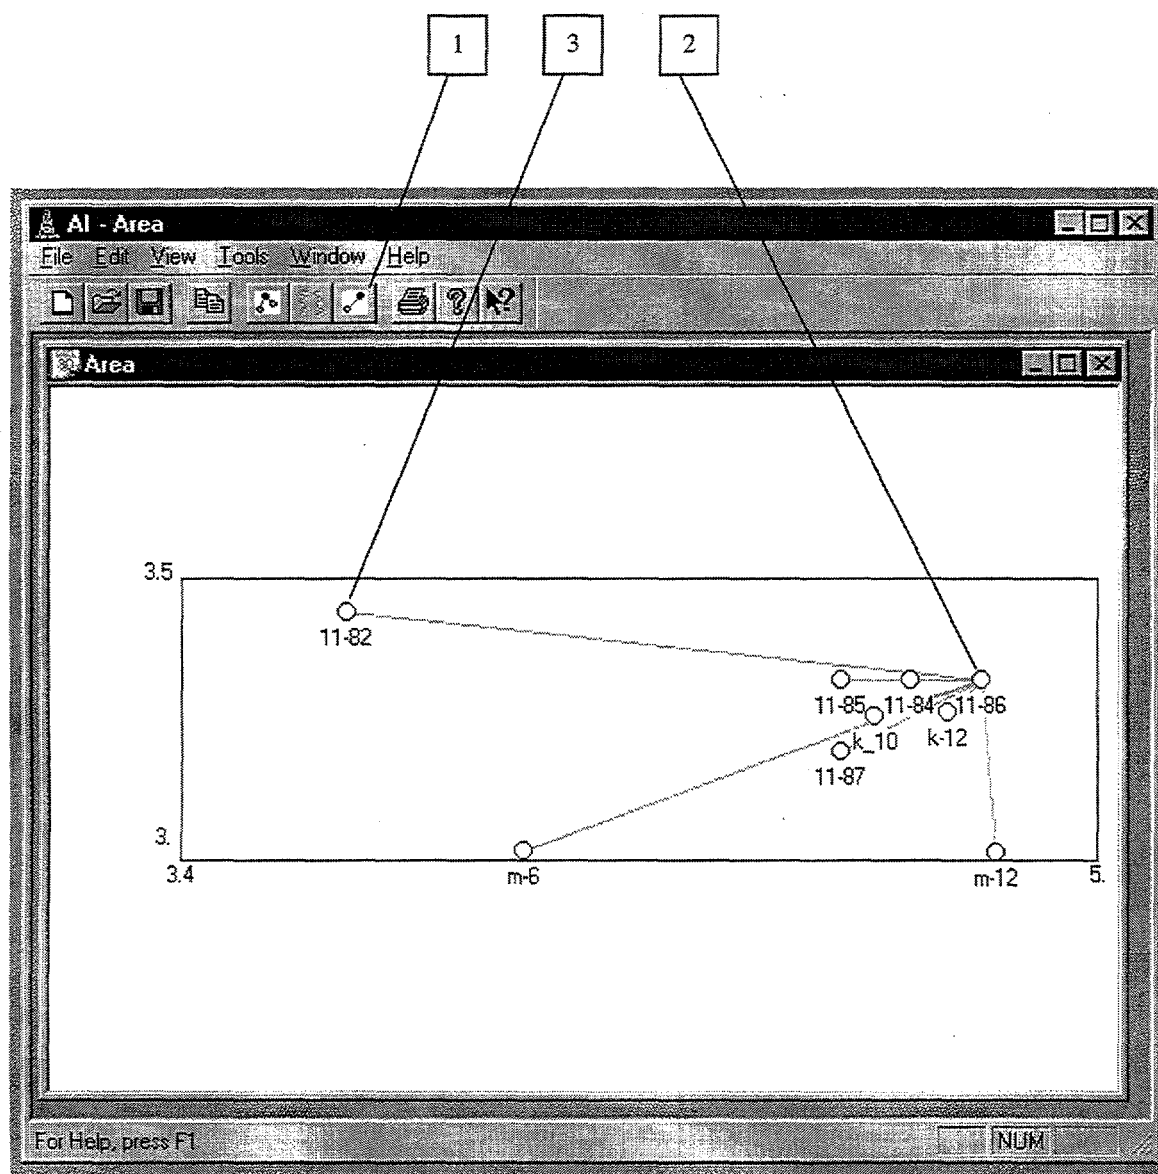 1 3 2
AI - Area
File Edit View Tools Window Help
Area
3.5
11-82
11-85 11-84 11-86
k_10 k-12
11-87
3.
3.4 m-6 m-12 5.
For Help, press F1 NUM